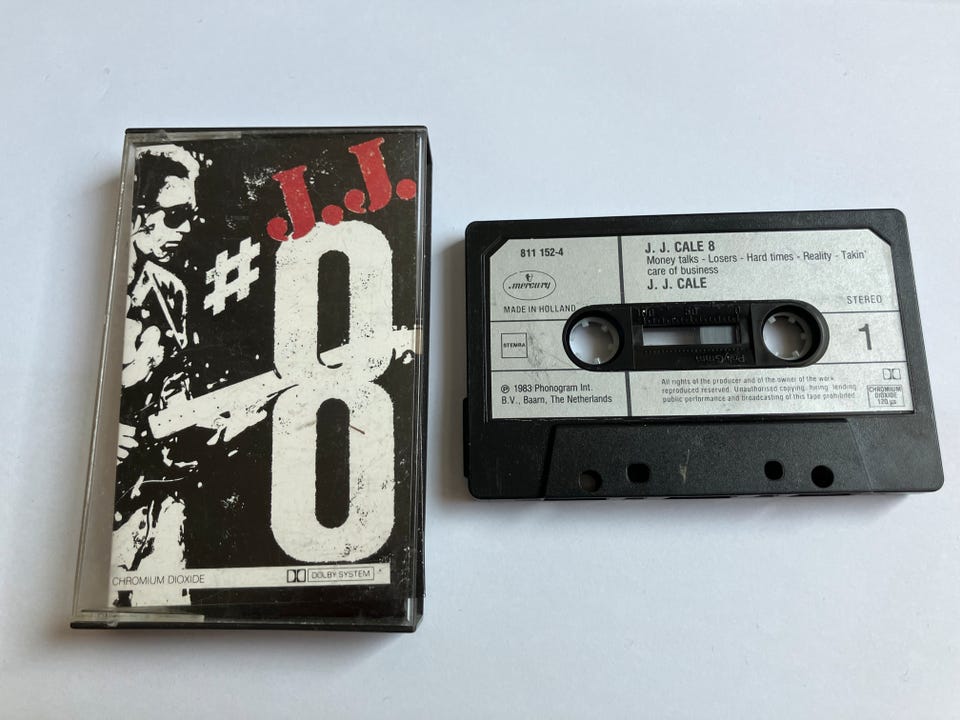 J.J.
#8
CHROMIUM DIOXIDE
DOLBY SYSTEM
811 152-4
mercury
MADE IN HOLLAND
STEMRA
℗ 1983 Phonogram Int.
B.V., Baarn, The Netherlands
J. J. CALE 8
Money talks - Losers - Hard times - Reality - Takin'
care of business
J. J. CALE
STEREO
1
All rights of the producer and of the owner of the work
reproduced reserved. Unauthorised copying, hiring, lending
public performance and broadcasting of this tape prohibited
CHROMIUM
DIOXIDE
120 µs
PolyGram